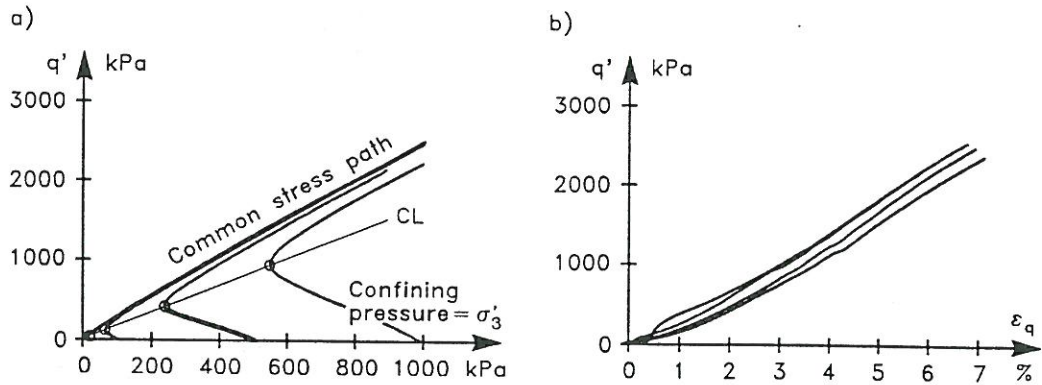 a)
q' kPa
3000
2000
1000
0
Common stress path
CL
Confining
pressure = σ'₃
0 200 400 600 800 1000 kPa
b)
q' kPa
3000
2000
1000
0
εq
0 1 2 3 4 5 6 7 %